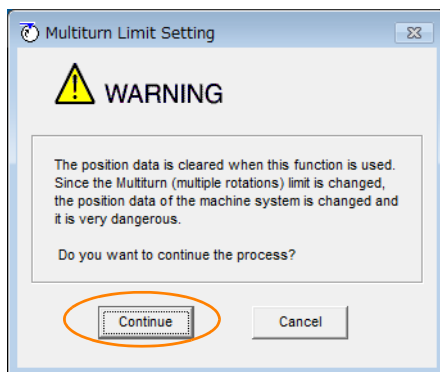 Multiturn Limit Setting
WARNING
The position data is cleared when this function is used.
Since the Multiturn (multiple rotations) limit is changed,
the position data of the machine system is changed and
it is very dangerous.
Do you want to continue the process?
Continue
Cancel